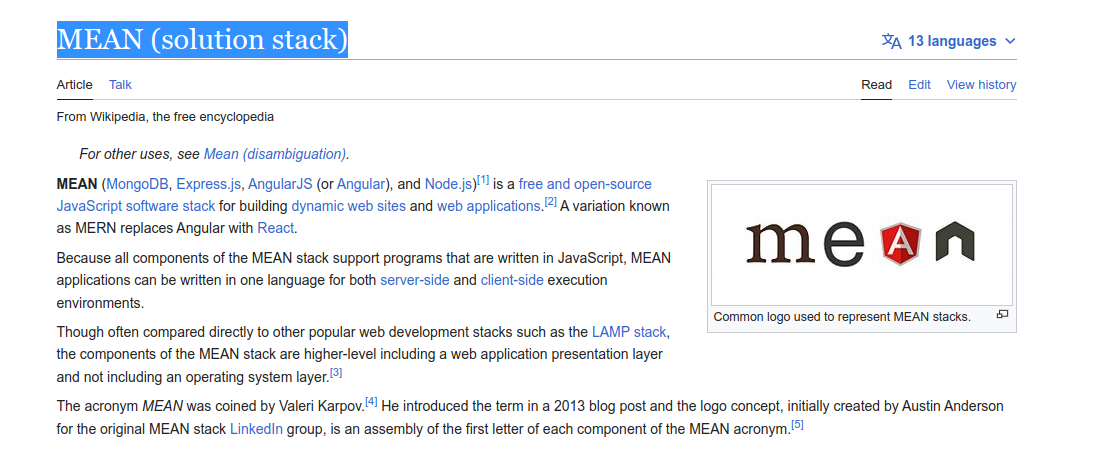 MEAN (solution stack)
13 languages
Article Talk Read Edit View history
From Wikipedia, the free encyclopedia
For other uses, see Mean (disambiguation).
MEAN (MongoDB, Express.js, AngularJS (or Angular), and Node.js)[1] is a free and open-source
JavaScript software stack for building dynamic web sites and web applications.[2] A variation known
as MERN replaces Angular with React.
Because all components of the MEAN stack support programs that are written in JavaScript, MEAN
applications can be written in one language for both server-side and client-side execution
environments.
Though often compared directly to other popular web development stacks such as the LAMP stack,
the components of the MEAN stack are higher-level including a web application presentation layer
and not including an operating system layer.[3]
mean
Common logo used to represent MEAN stacks.
The acronym MEAN was coined by Valeri Karpov.[4] He introduced the term in a 2013 blog post and the logo concept, initially created by Austin Anderson
for the original MEAN stack LinkedIn group, is an assembly of the first letter of each component of the MEAN acronym.[5]